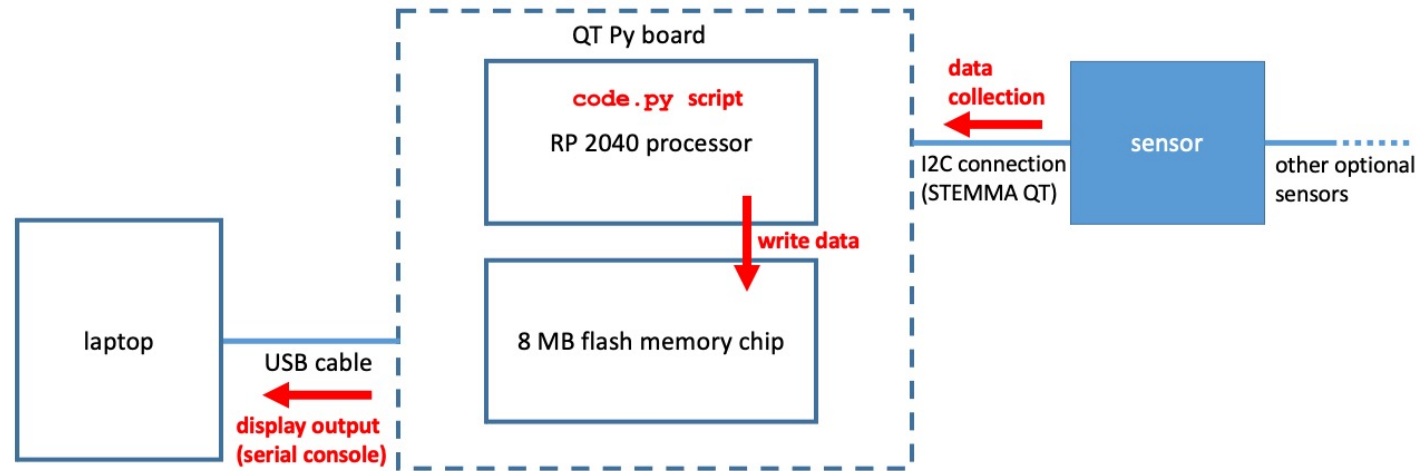 QT Py board
code.py script
RP 2040 processor
write data
8 MB flash memory chip
data
collection
I2C connection
(STEMMA QT)
sensor
other optional
sensors
laptop
USB cable
display output
(serial console)